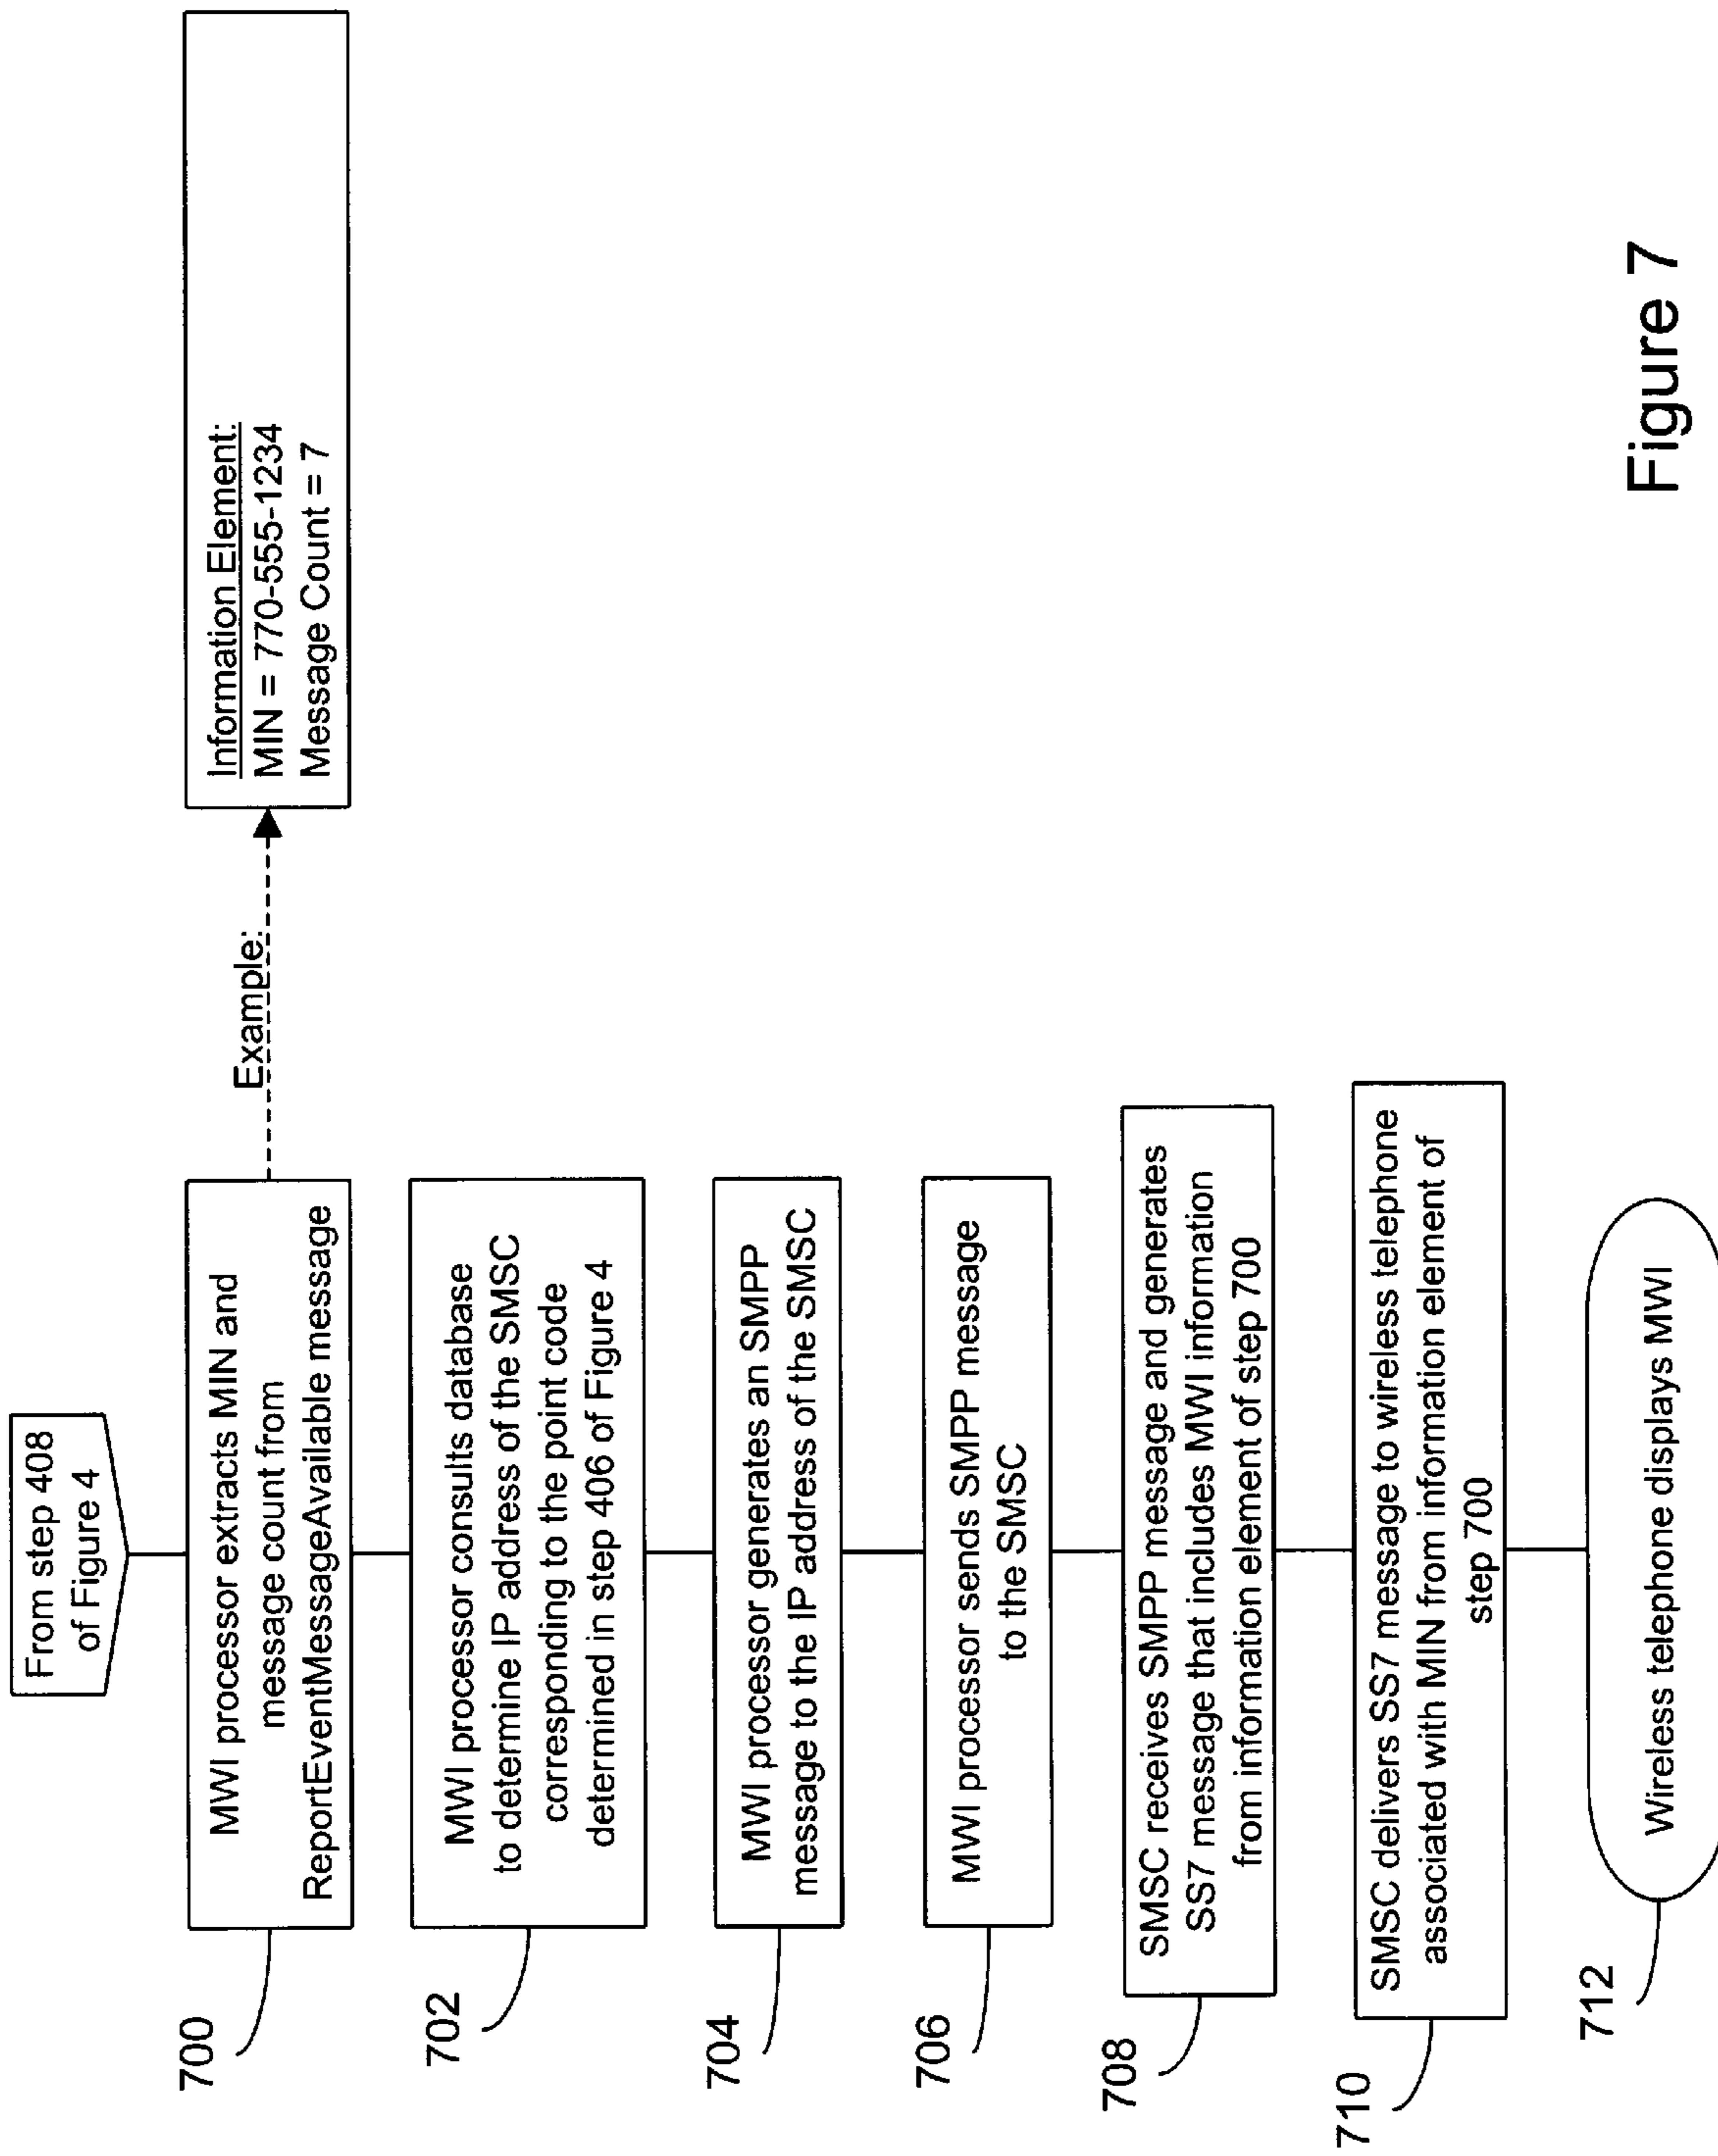 From step 408
of Figure 4
700
MWI processor extracts MIN and
message count from
ReportEventMessageAvailable message
Example:
Information Element:
MIN = 770-555-1234
Message Count = 7
702
MWI processor consults database
to determine IP address of the SMSC
corresponding to the point code
determined in step 406 of Figure 4
704
MWI processor generates an SMPP
message to the IP address of the SMSC
706
MWI processor sends SMPP message
to the SMSC
708
SMSC receives SMPP message and generates
SS7 message that includes MWI information
from information element of step 700
710
SMSC delivers SS7 message to wireless telephone
associated with MIN from information element of
step 700
712
Wireless telephone displays MWI
Figure 7